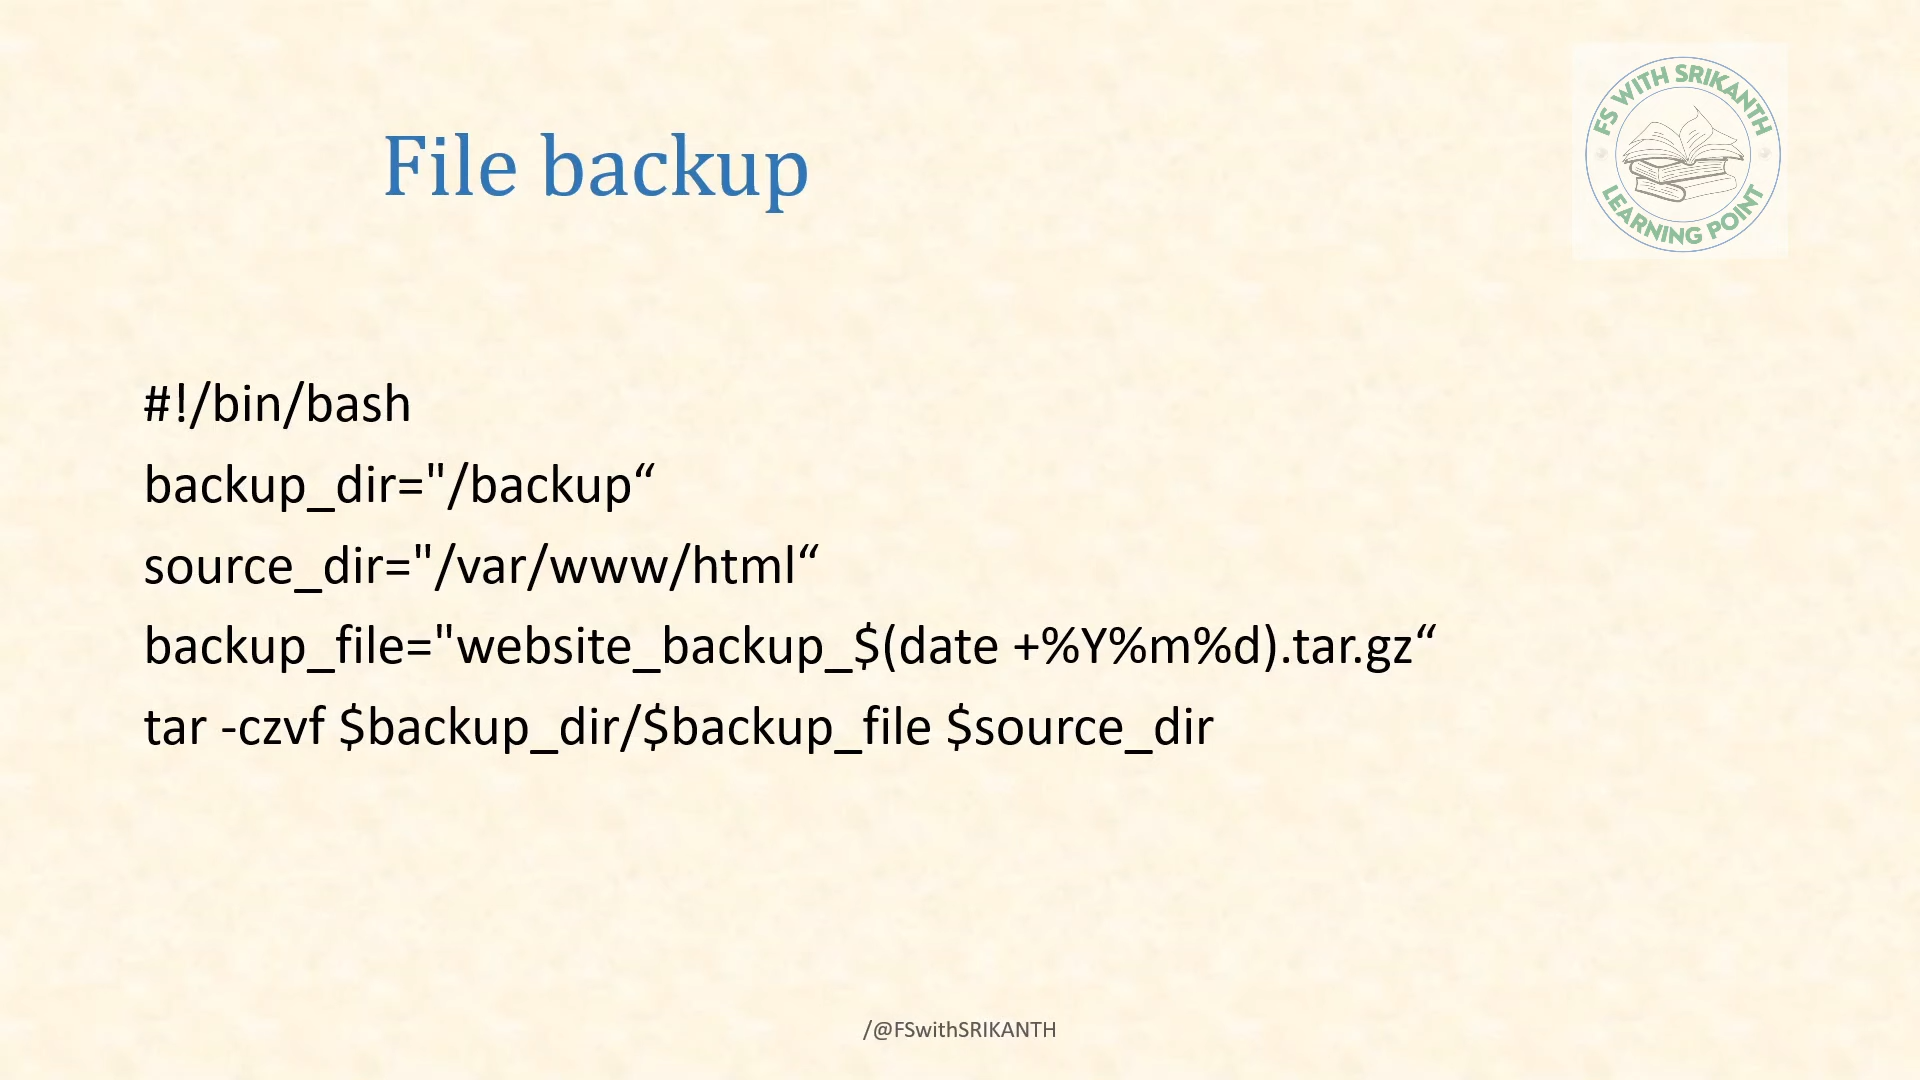 FS WITH SRIKANTH
LEARNING POINT
File backup
#!/bin/bash
backup_dir="/backup“
source_dir="/var/www/html“
backup_file="website_backup_$(date +%Y%m%d).tar.gz“
tar -czvf $backup_dir/$backup_file $source_dir
/@FSwithSRIKANTH